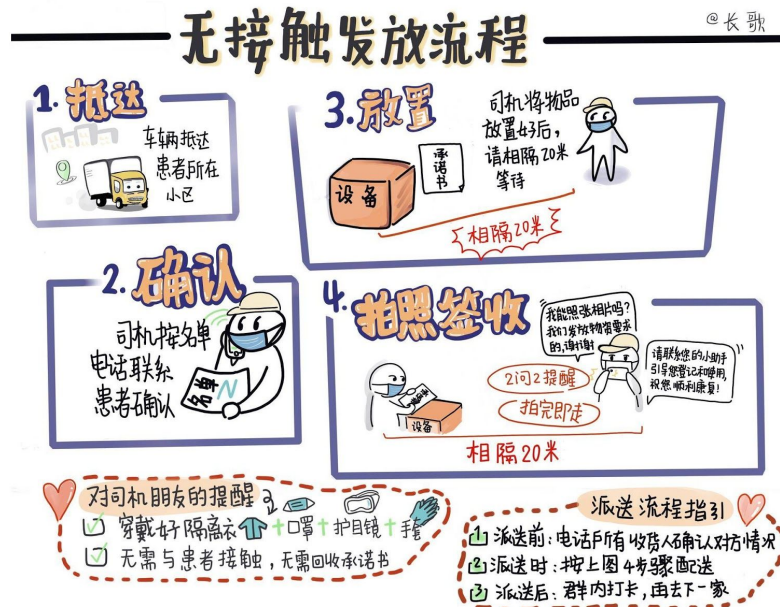 @长歌
无接触发放流程
1.抵达
车辆抵达
患者所在
小区
2.确认
司机按名单
电话联系
患者确认
名单
3.放置
司机将物品
放置好后，
请相隔20米
等待
设备
承诺书
相隔20米
4.拍照签收
我能照张相片吗？
我们发放物资要求
的,谢谢
请联系您的小助手
引导您登记和使用,
祝您顺利康复！
2问2提醒
拍完即走
设备
相隔20米
对司机朋友的提醒
穿戴好隔离衣+口罩+护目镜+手套
无需与患者接触，无需回收承诺书
派送流程指引
1 派送前：电话所有收货人确认对方情况
2 派送时：按上图4步骤配送
3 派送后：群内打卡,再去下一家